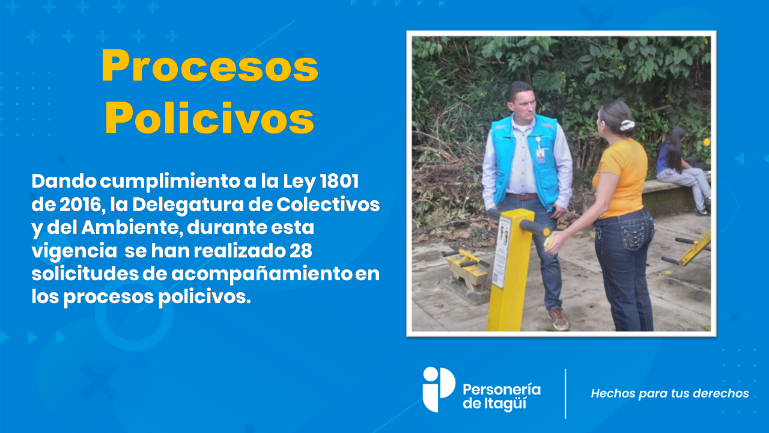 Procesos
Policivos
Dando cumplimiento a la Ley 1801
de 2016, la Delegatura de Colectivos
y del Ambiente, durante esta
vigencia se han realizado 28
solicitudes de acompañamiento en
los procesos policivos.
Personería
de Itagüí
Hechos para tus derechos